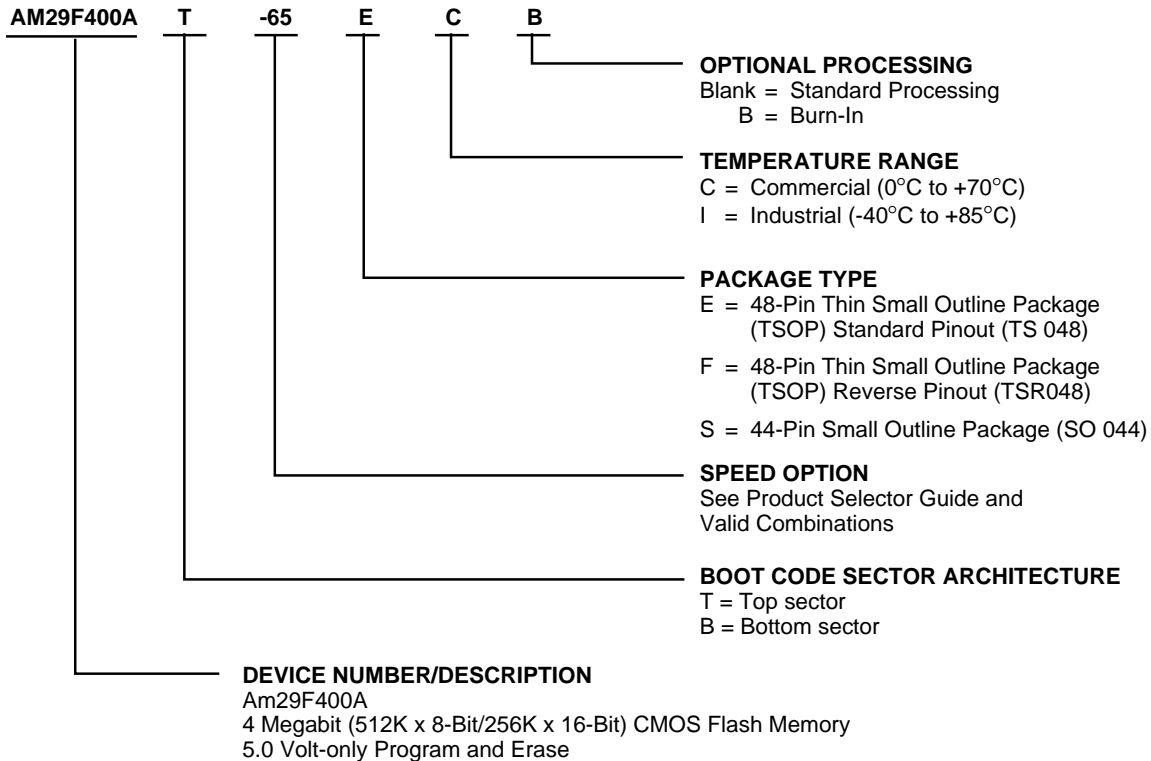 AM29F400A T -65 E C B
OPTIONAL PROCESSING
Blank = Standard Processing
B = Burn-In
TEMPERATURE RANGE
C = Commercial (0°C to +70°C)
I = Industrial (-40°C to +85°C)
PACKAGE TYPE
E = 48-Pin Thin Small Outline Package
(TSOP) Standard Pinout (TS 048)
F = 48-Pin Thin Small Outline Package
(TSOP) Reverse Pinout (TSR048)
S = 44-Pin Small Outline Package (SO 044)
SPEED OPTION
See Product Selector Guide and
Valid Combinations
BOOT CODE SECTOR ARCHITECTURE
T = Top sector
B = Bottom sector
DEVICE NUMBER/DESCRIPTION
Am29F400A
4 Megabit (512K x 8-Bit/256K x 16-Bit) CMOS Flash Memory
5.0 Volt-only Program and Erase